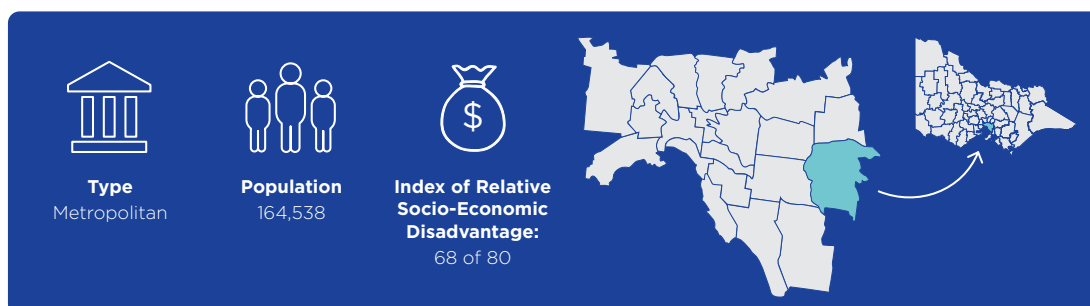 $
Type
Metropolitan
Population
164,538
Index of Relative
Socio-Economic
Disadvantage:
68 of 80